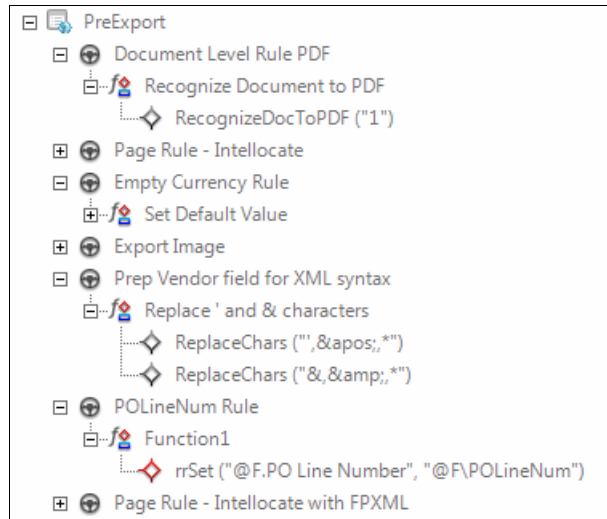 PreExport
Document Level Rule PDF
Recognize Document to PDF
RecognizeDocToPDF ("1")
Page Rule - Intellocate
Empty Currency Rule
Set Default Value
Export Image
Prep Vendor field for XML syntax
Replace ' and & characters
ReplaceChars ("',&apos;,*")
ReplaceChars ("&,&amp;,*")
POLineNum Rule
Function1
rrSet ("@F.PO Line Number", "@F\POLineNum")
Page Rule - Intellocate with FPXML